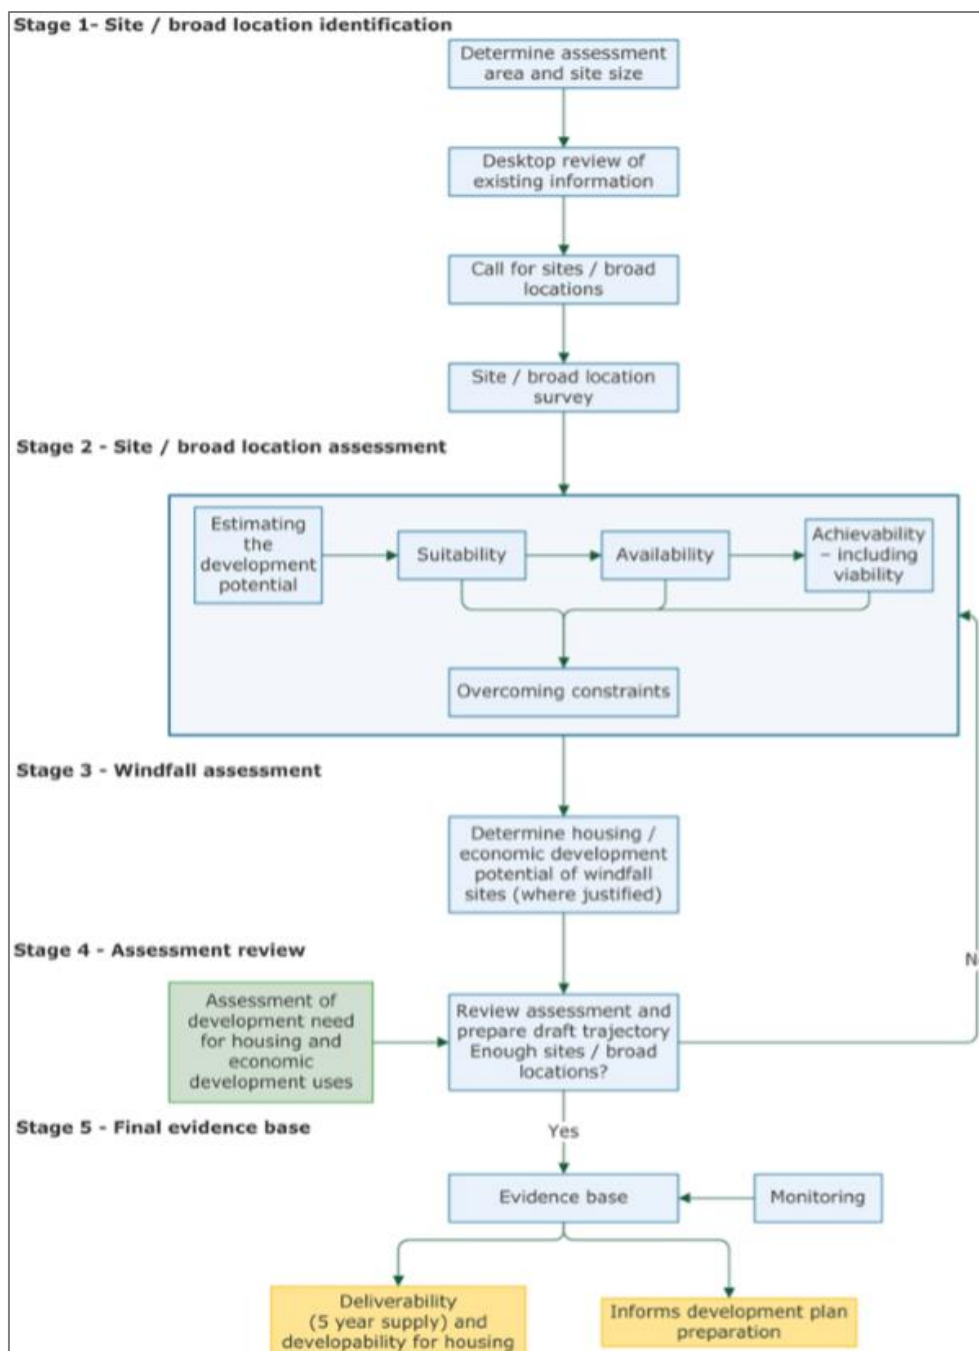 Stage 1- Site / broad location identification
Determine assessment
area and site size
Desktop review of
existing information
Call for sites / broad
locations
Site / broad location
survey
Stage 2 - Site / broad location assessment
Estimating
the
development
potential
Suitability
Availability
Achievability
– including
viability
Overcoming constraints
Stage 3 - Windfall assessment
Determine housing /
economic development
potential of windfall
sites (where justified)
Stage 4 - Assessment review
N
Assessment of
development need
for housing and
economic
development uses
Review assessment and
prepare draft trajectory
Enough sites / broad
locations?
Stage 5 - Final evidence base
Yes
Evidence base
Monitoring
Deliverability
(5 year supply) and
developability for housing
Informs development plan
preparation